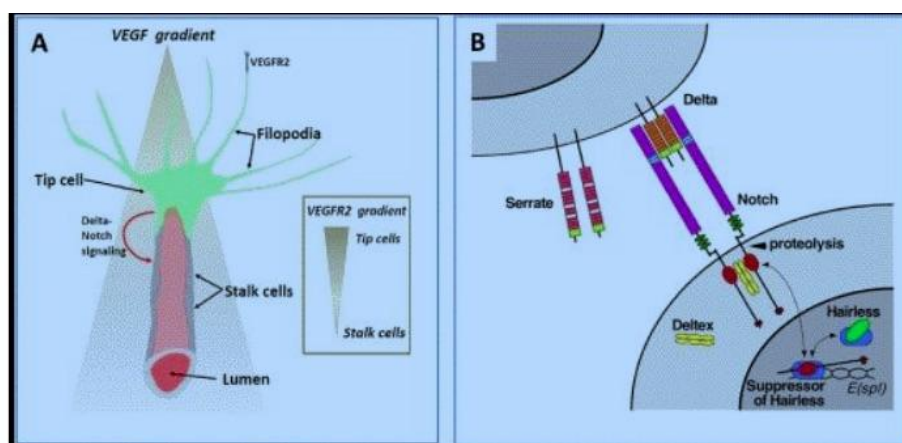 A
VEGF gradient
VEGFR2
Filopodia
Tip cell
Delta-
Notch
signaling
VEGFR2 gradient
Tip cells
Stalk cells
Stalk cells
Lumen
B
Delta
Serrate
Notch
proteolysis
Deltex
Hairless
Suppressor
of Hairless
E(spl)